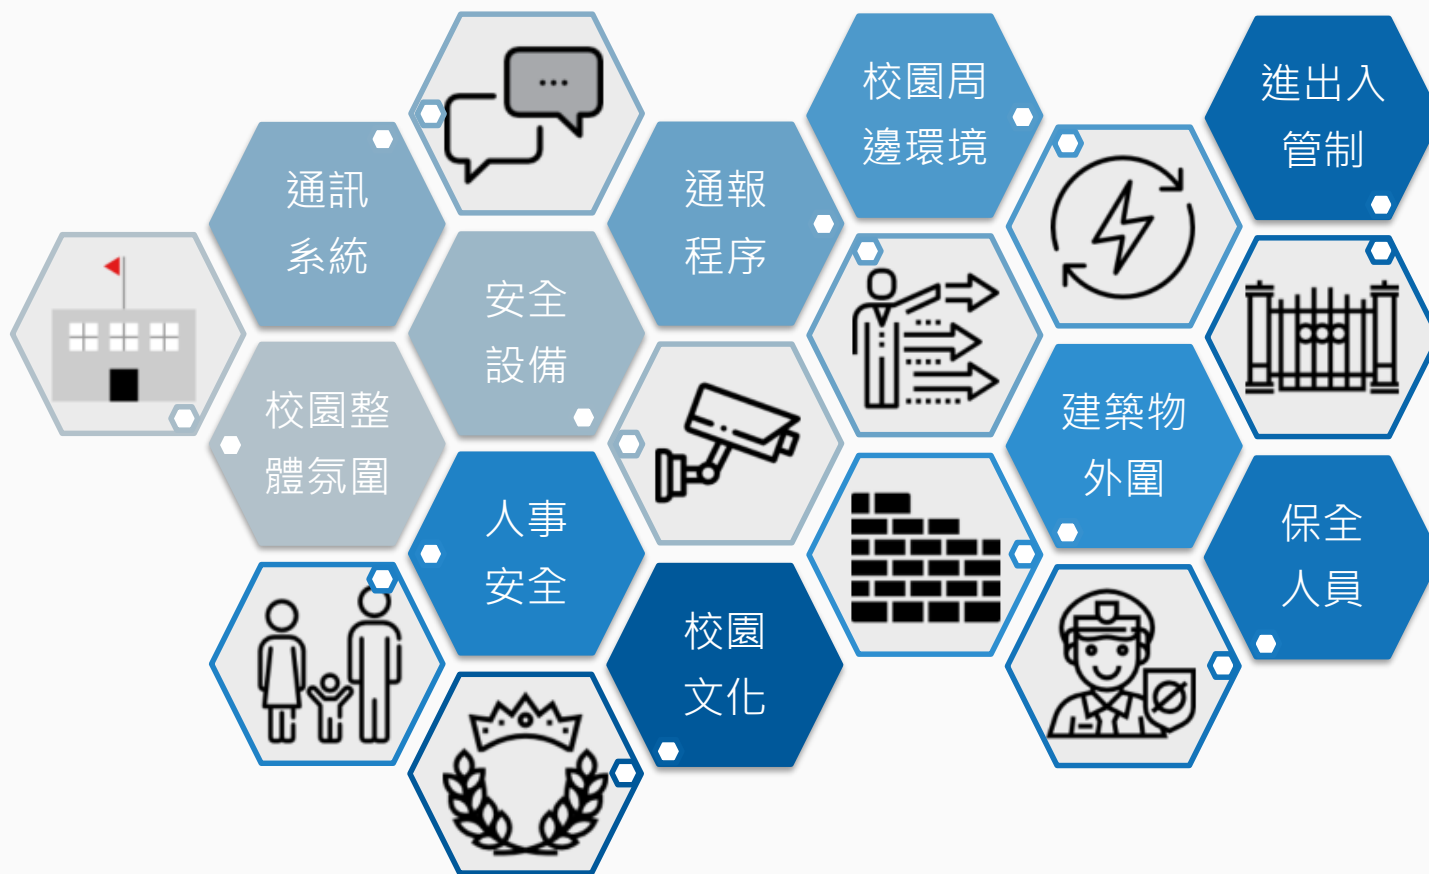 通訊
系統
校園整
體氛圍
安全
設備
人事
安全
通報
程序
校園
文化
校園周
邊環境
建築物
外圍
進出入
管制
保全
人員